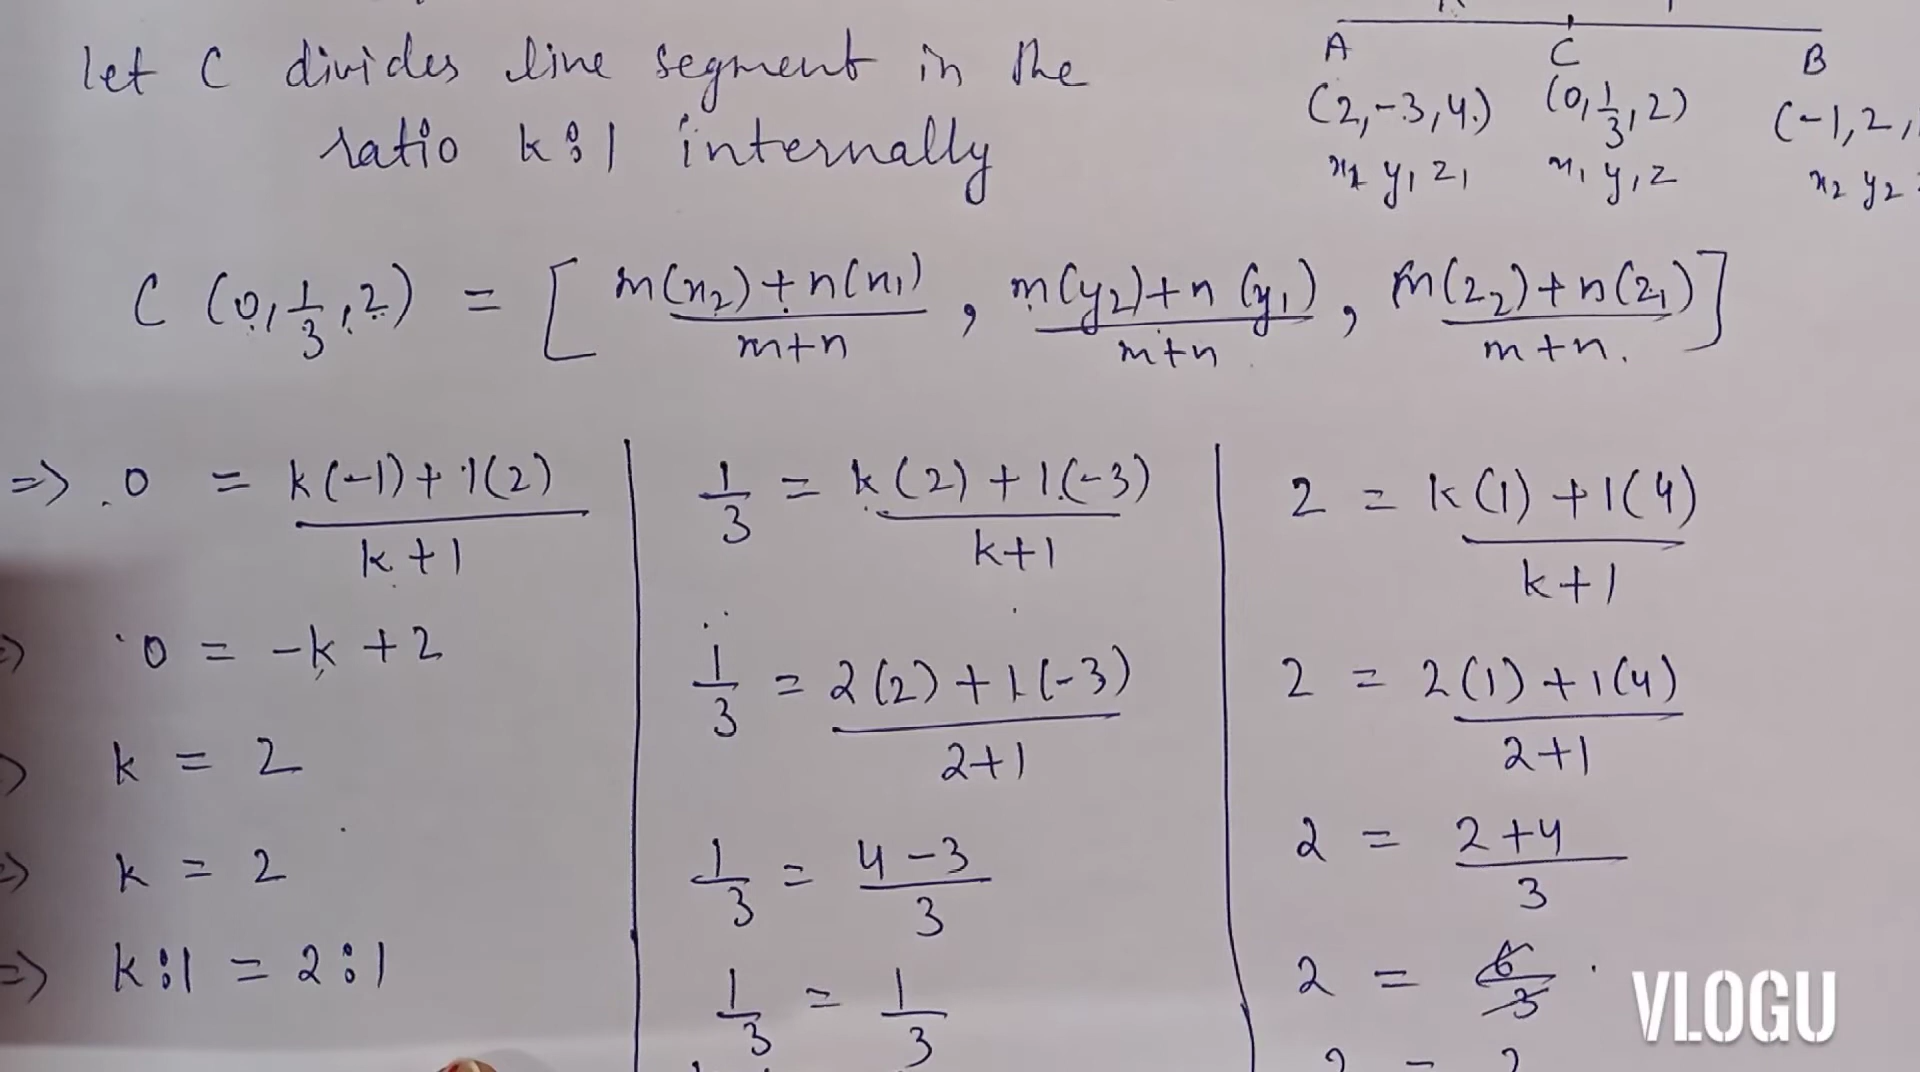 let C divides line segment in the
ratio k:1 internally
A C B
(2,-3,4) (0,1/3,2) (-1,2,
x1 y1 z1 x, y, z x2 y2
C (0,1/3,2) = [ m(x2)+n(x1)/m+n , m(y2)+n(y1)/m+n , m(z2)+n(z1)/m+n ]
=> 0 = k(-1)+1(2)/k+1
0 = -k+2
k = 2
=> k = 2
=> k:1 = 2:1
1/3 = k(2)+1(-3)/k+1
1/3 = 2(2)+1(-3)/2+1
1/3 = 4-3/3
1/3 = 1/3
2 = k(1)+1(4)/k+1
2 = 2(1)+1(4)/2+1
2 = 2+4/3
2 = 6/3
2 = 2
VLOGU